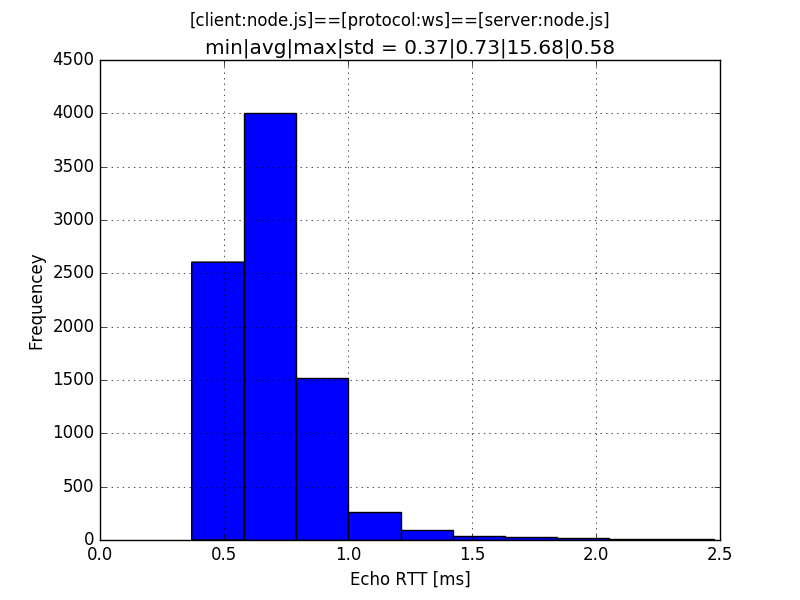 [client:node.js]==[protocol:ws]==[server:node.js]
min|avg|max|std = 0.37|0.73|15.68|0.58
4500
4000
3500
3000
2500
2000
1500
1000
500
0
Frequencey
0.0 0.5 1.0 1.5 2.0 2.5
Echo RTT [ms]